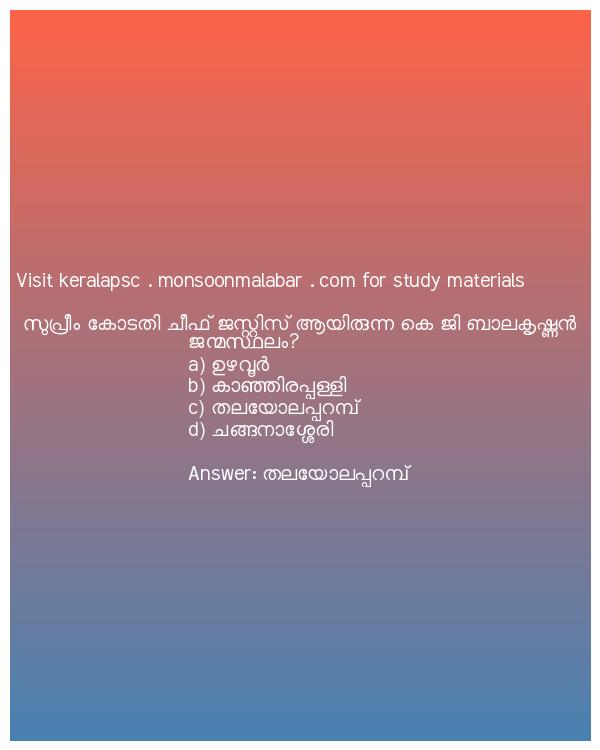 Visit keralapsc . monsoonmalabar . com for study materials
സുപ്രീം കോടതി ചീഫ് ജസ്റ്റിസ് ആയിരുന്ന കെ ജി ബാലകൃഷ്ണൻ
ജന്മസ്ഥലം?
a) ഉഴവൂർ
b) കാഞ്ഞിരപ്പള്ളി
c) തലയോലപ്പറമ്പ്
d) ചങ്ങനാശ്ശേരി
Answer: തലയോലപ്പറമ്പ്